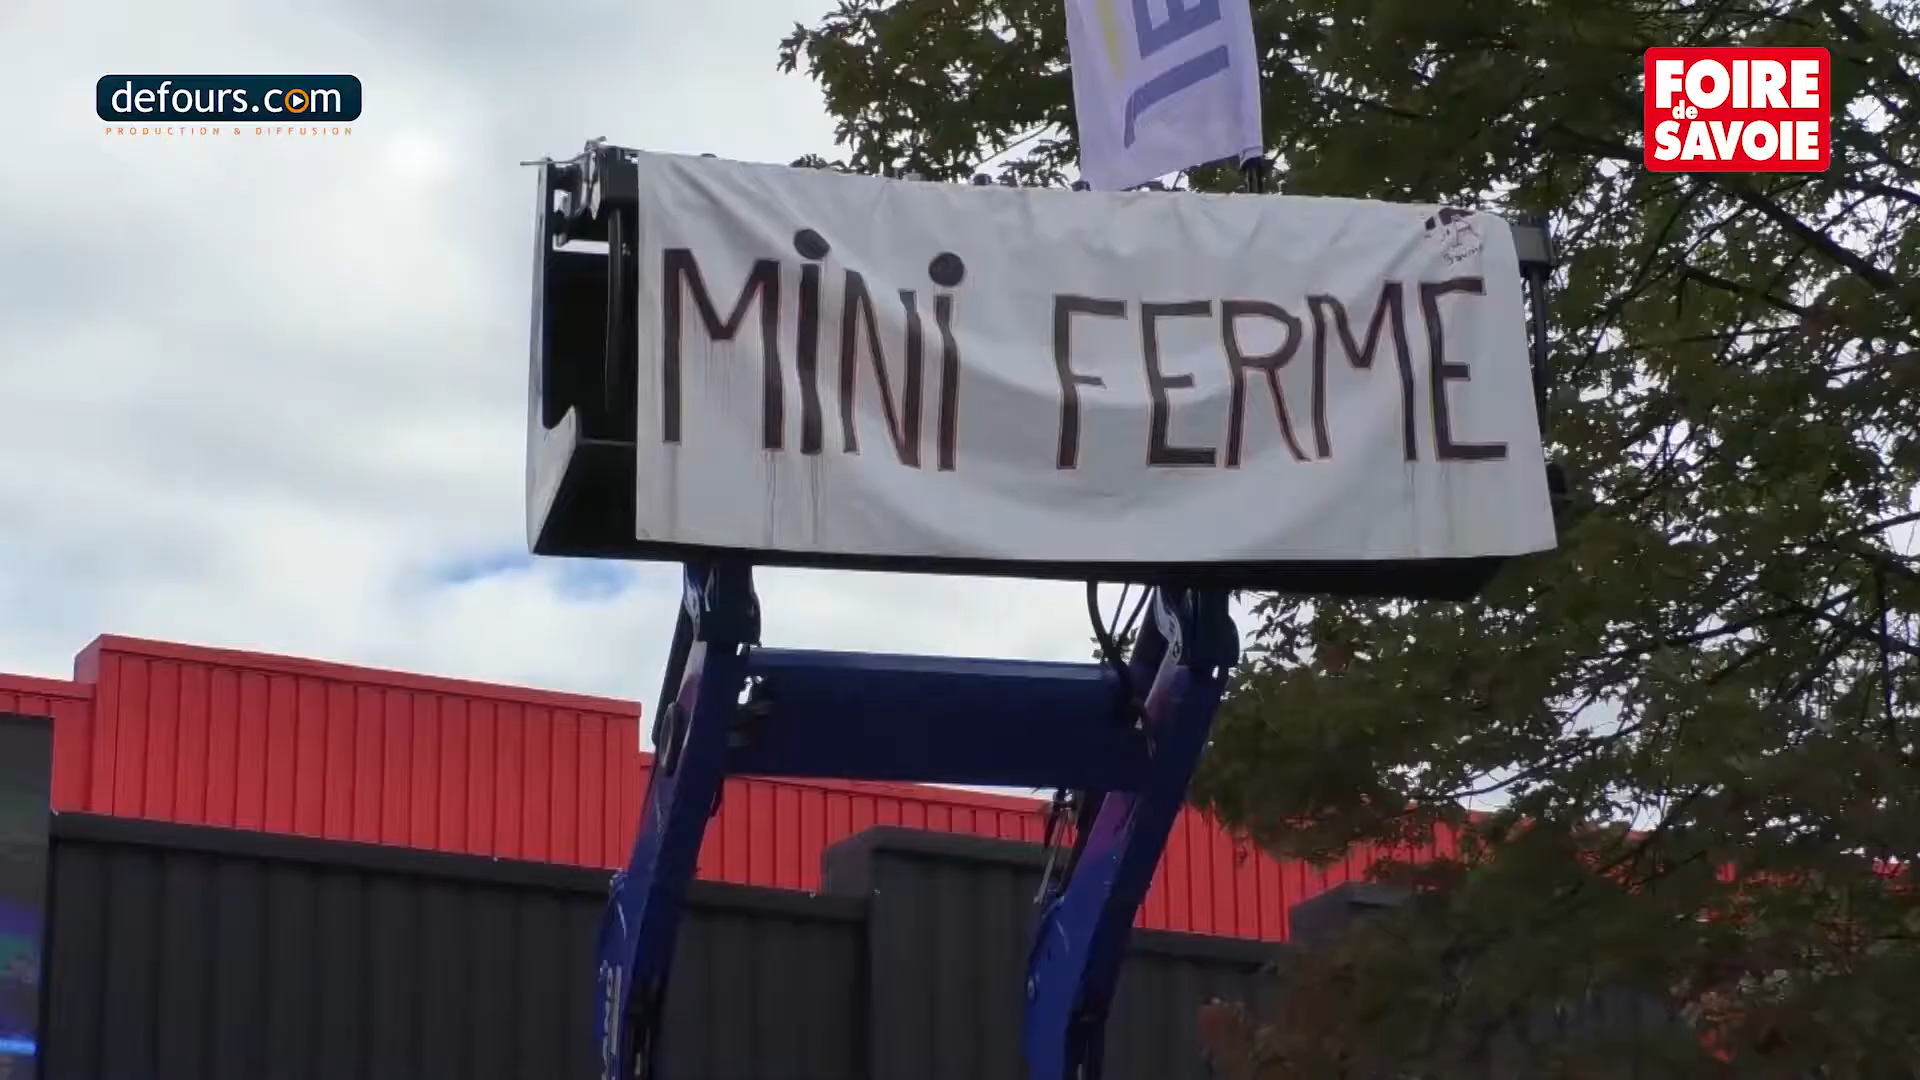 defours.com
PRODUCTION & DIFFUSION
FOIRE
de
SAVOIE
MiNi FERME